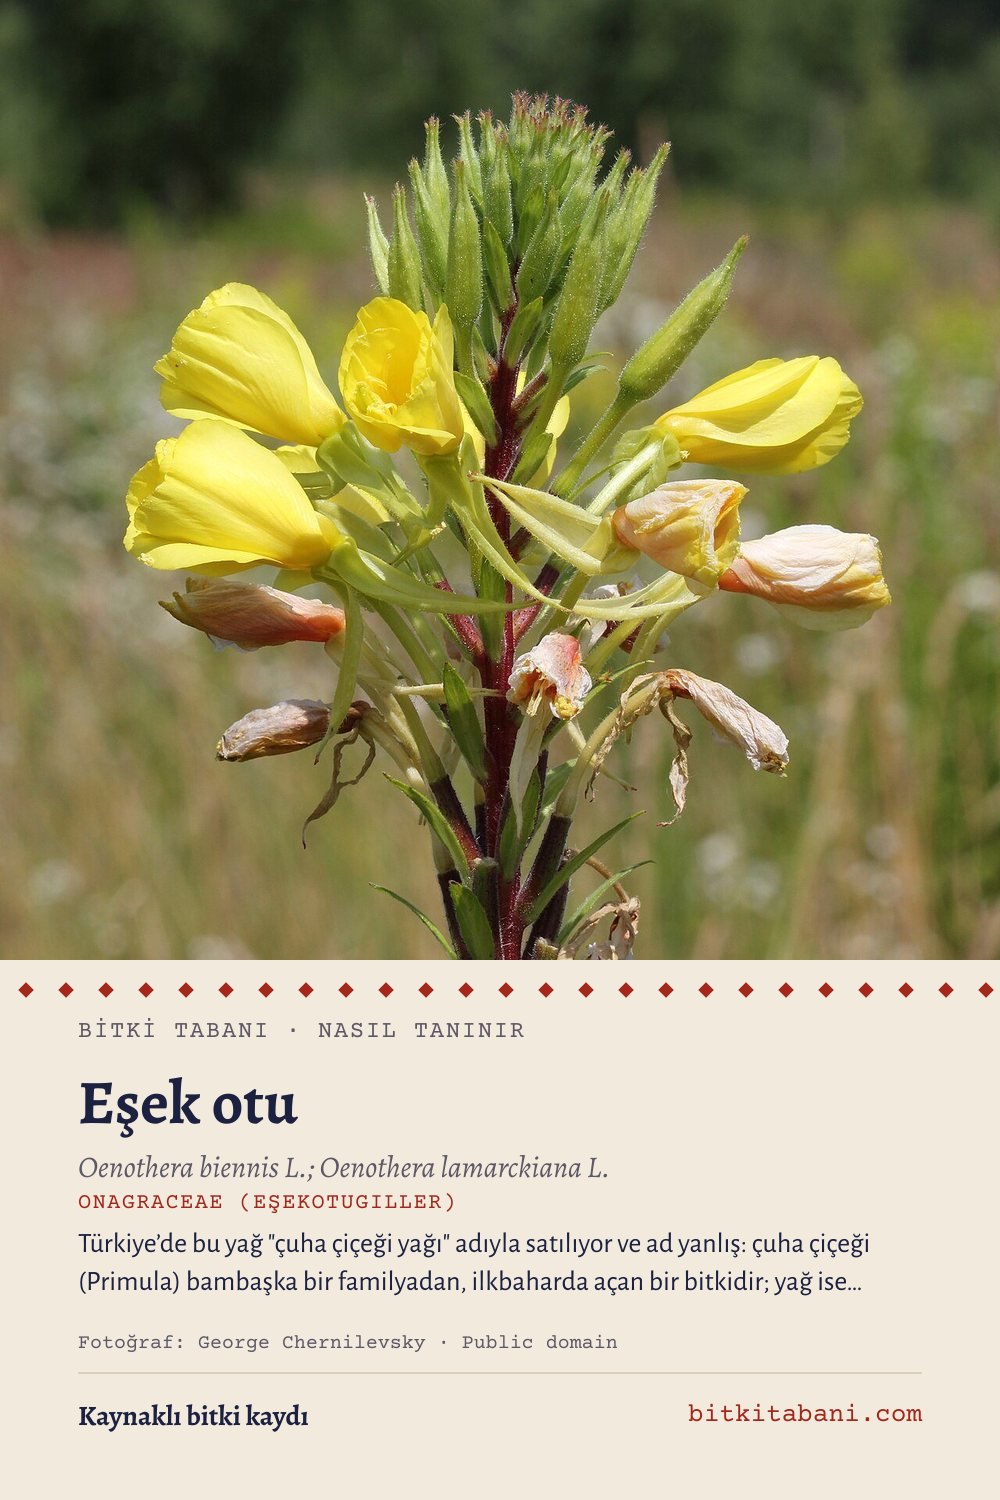 BİTKİ TABANI · NASIL TANINIR
Eşek otu
Oenothera biennis L.; Oenothera lamarckiana L.
ONAGRACEAE (EŞEKOTUGILLER)
Türkiye’de bu yağ "çuha çiçeği yağı" adıyla satılıyor ve ad yanlış: çuha çiçeği
(Primula) bambaşka bir familyadan, ilkbaharda açan bir bitkidir; yağ ise…
Fotoğraf: George Chernilevsky · Public domain
Kaynaklı bitki kaydı
bitkitabani.com